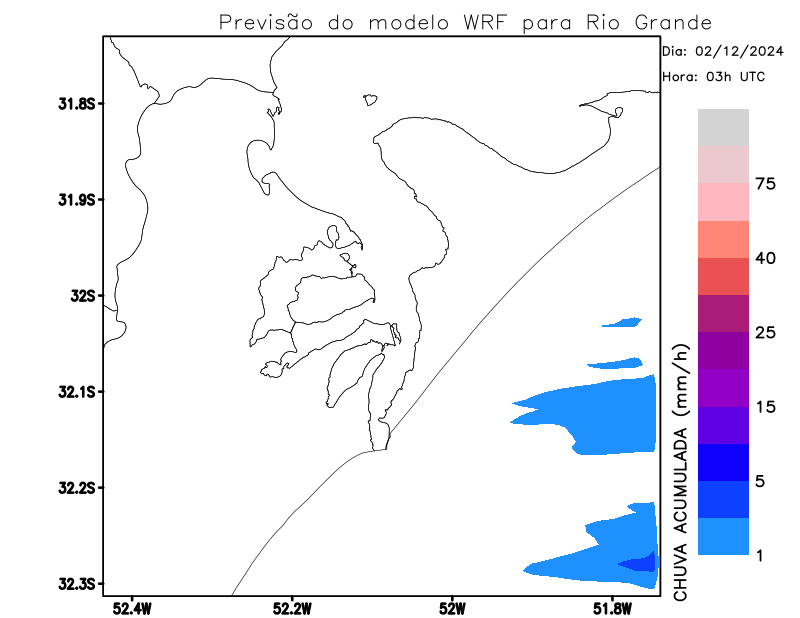 Previsão do modelo WRF para Rio Grande
Dia: 02/12/2024
Hora: 03h UTC
31.8S
31.9S
32S
32.1S
32.2S
32.3S
52.4W
52.2W
52W
51.8W
75
40
25
15
5
1
CHUVA ACUMULADA (mm/h)